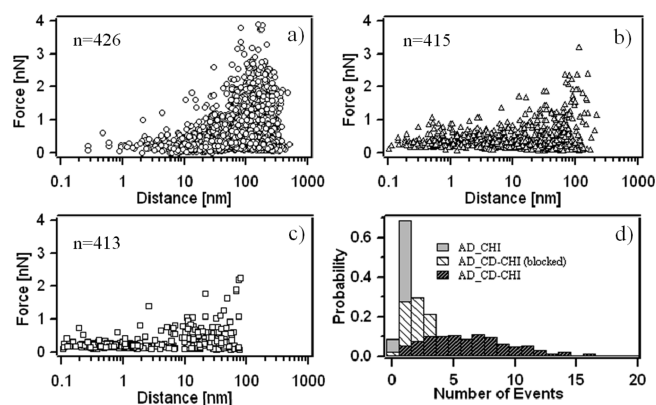 4
3
2
1
0
Force [nN]
n=426
a)
0.1
1
10
100
1000
Distance [nm]
4
3
2
1
0
Force [nN]
n=415
b)
0.1
1
10
100
1000
Distance [nm]
4
2
0
Force [nN]
n=413
c)
0.1
1
10
100
1000
Distance [nm]
0.6
0.4
0.2
0.0
Probability
d)
AD_CHI
AD_CD-CHI (blocked)
AD_CD-CHI
0
5
10
15
20
Number of Events